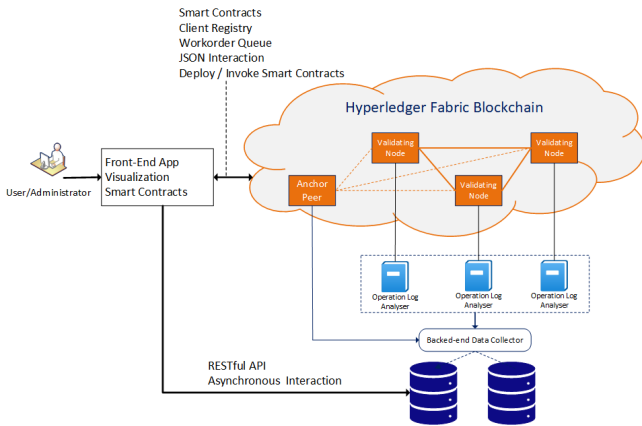 Smart Contracts
Client Registry
Workorder Queue
JSON Interaction
Deploy / Invoke Smart Contracts
Hyperledger Fabric Blockchain
Validating
Node
Validating
Node
Front-End App
Visualization
Smart Contracts
User/Administrator
Anchor
Peer
Validating
Node
Operation Log
Analyser
Operation Log
Analyser
Operation Log
Analyser
Backed-end Data Collector
RESTful API
Asynchronous Interaction